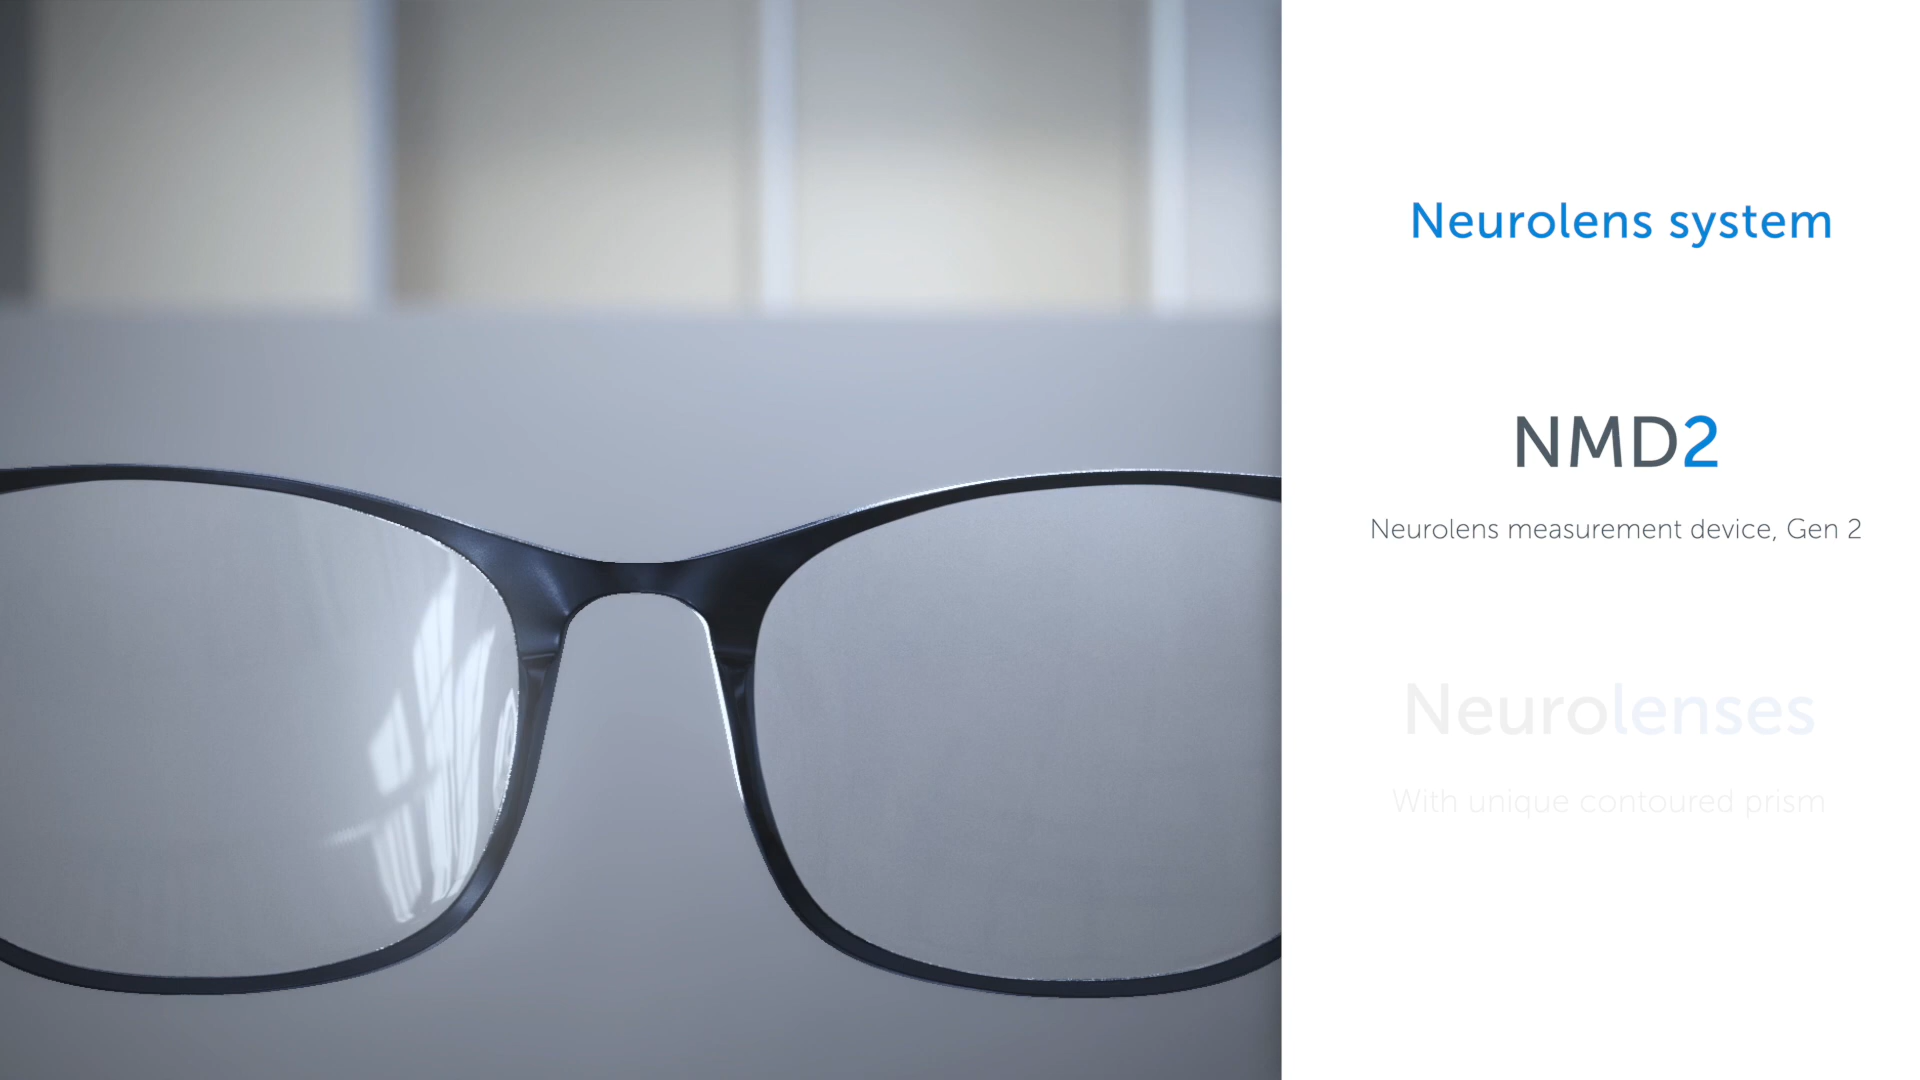 Neurolens system
NMD2
Neurolens measurement device, Gen 2
Neurolenses
With unique contoured prism